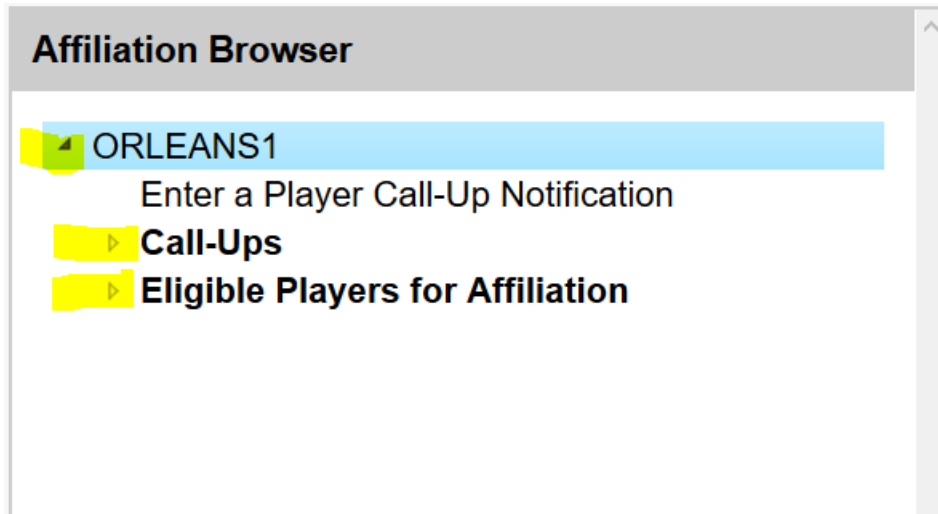 Affiliation Browser
ORLEANS1
Enter a Player Call-Up Notification
Call-Ups
Eligible Players for Affiliation